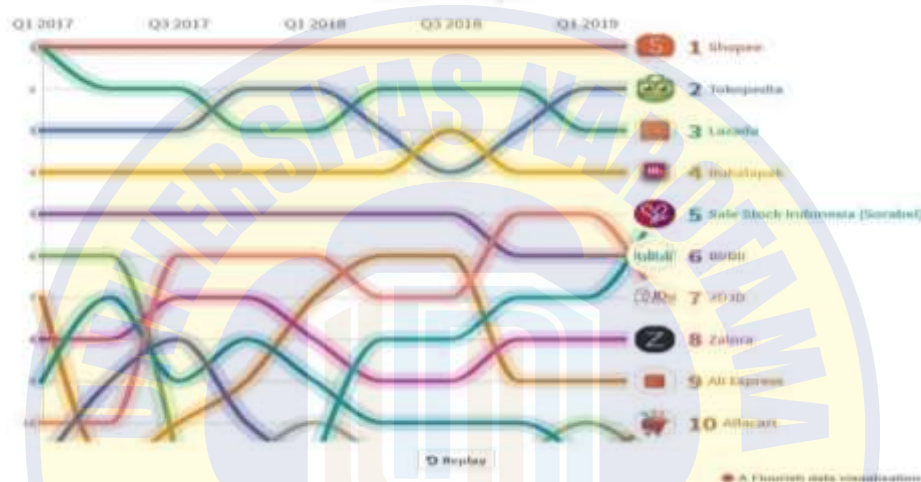 Q1 2017 Q3 2017 Q1 2018 Q3 2018 Q1 2019
1 Shopee
2 Tokopedia
3 Lazada
4 Bukalapak
5 Sale Stock Indonesia (Sorabel)
6 Blibli
7 JD ID
8 Zalora
9 Ali Express
10 Alfacart
Replay
A Flourish data visualisation
UNIVERSITAS NASIONAL